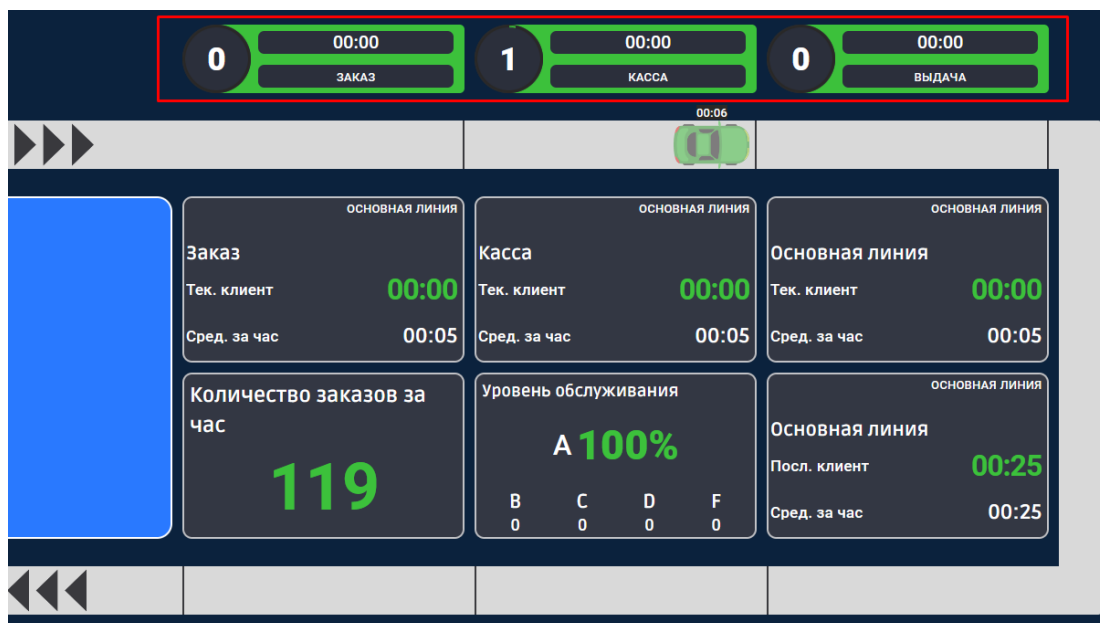 0 00:00 ЗАКАЗ
1 00:00 КАССА
0 00:00 ВЫДАЧА
00:06
ОСНОВНАЯ ЛИНИЯ
Заказ
Тек. клиент 00:00
Сред. за час 00:05
ОСНОВНАЯ ЛИНИЯ
Касса
Тек. клиент 00:00
Сред. за час 00:05
ОСНОВНАЯ ЛИНИЯ
Основная линия
Тек. клиент 00:00
Сред. за час 00:05
Количество заказов за
час
119
Уровень обслуживания
A 100%
B C D F
0 0 0 0
ОСНОВНАЯ ЛИНИЯ
Основная линия
Посл. клиент 00:25
Сред. за час 00:25